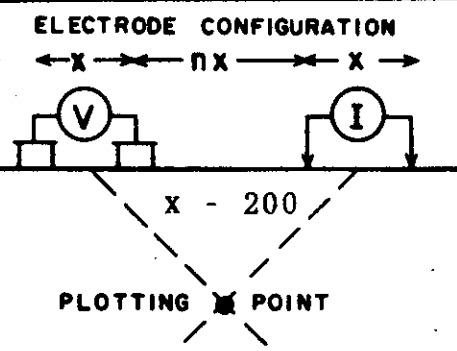 ELECTRODE CONFIGURATION
x nx x
V I
x - 200
PLOTTING POINT